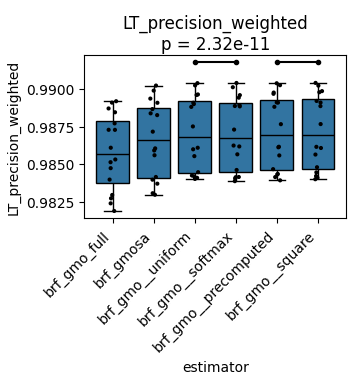 LT_precision_weighted
p = 2.32e-11
LT_precision_weighted
0.9900
0.9875
0.9850
0.9825
brf_gmo_full
brf_gmosa
brf_gmo__uniform
brf_gmo__softmax
brf_gmo__precomputed
brf_gmo__square
estimator